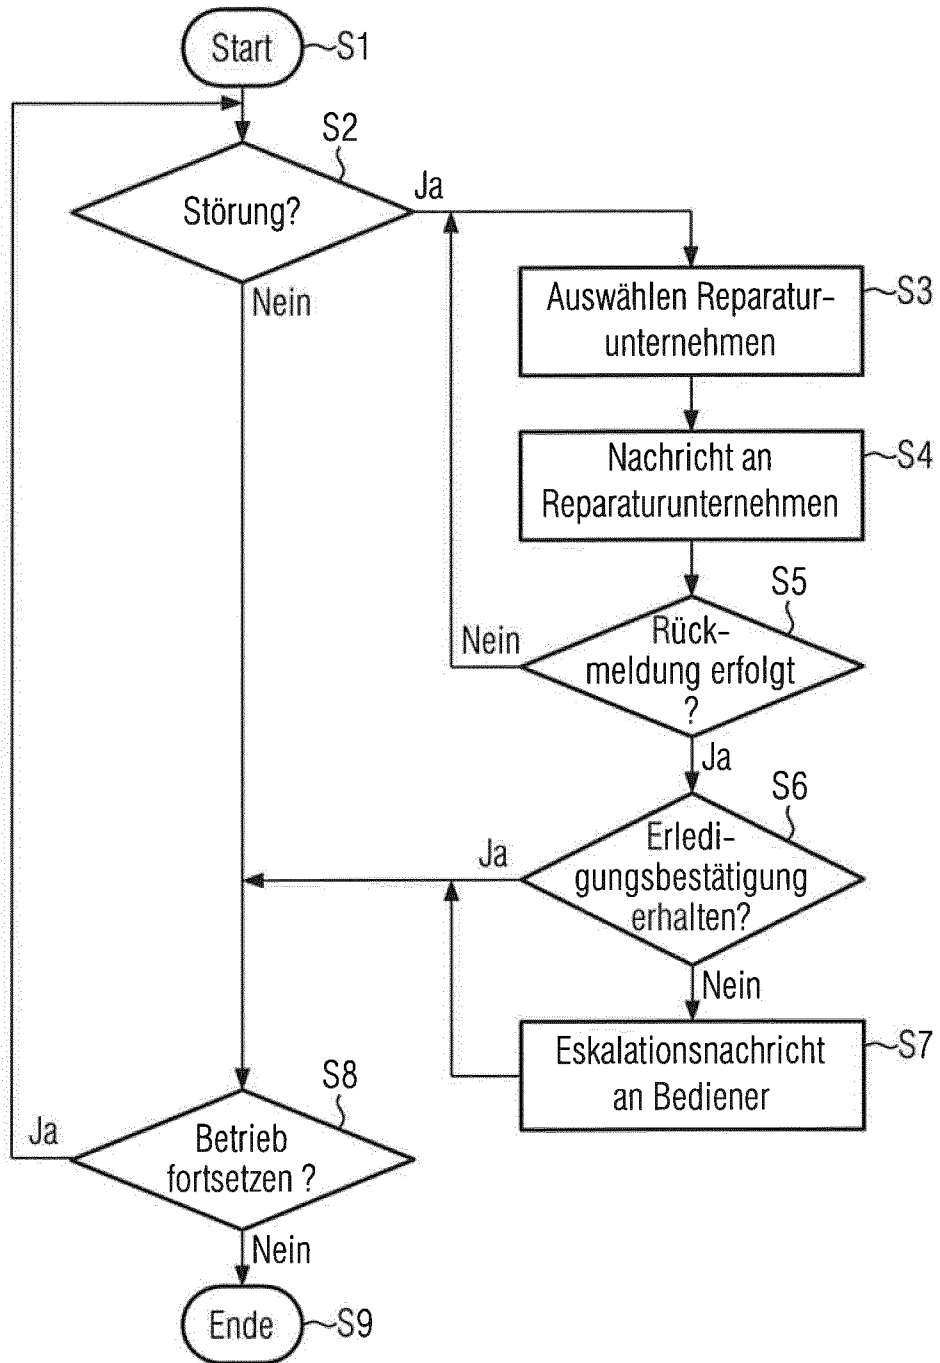 Start
S1
S2
Störung?
Ja
Nein
Auswählen Reparatur-
unternehmen
S3
Nachricht an
Reparaturunternehmen
S4
S5
Rück-
meldung erfolgt
?
Nein
Ja
S6
Erledi-
gungsbestätigung
erhalten?
Ja
Nein
Eskalationsnachricht
an Bediener
S7
S8
Betrieb
fortsetzen ?
Ja
Nein
Ende
S9